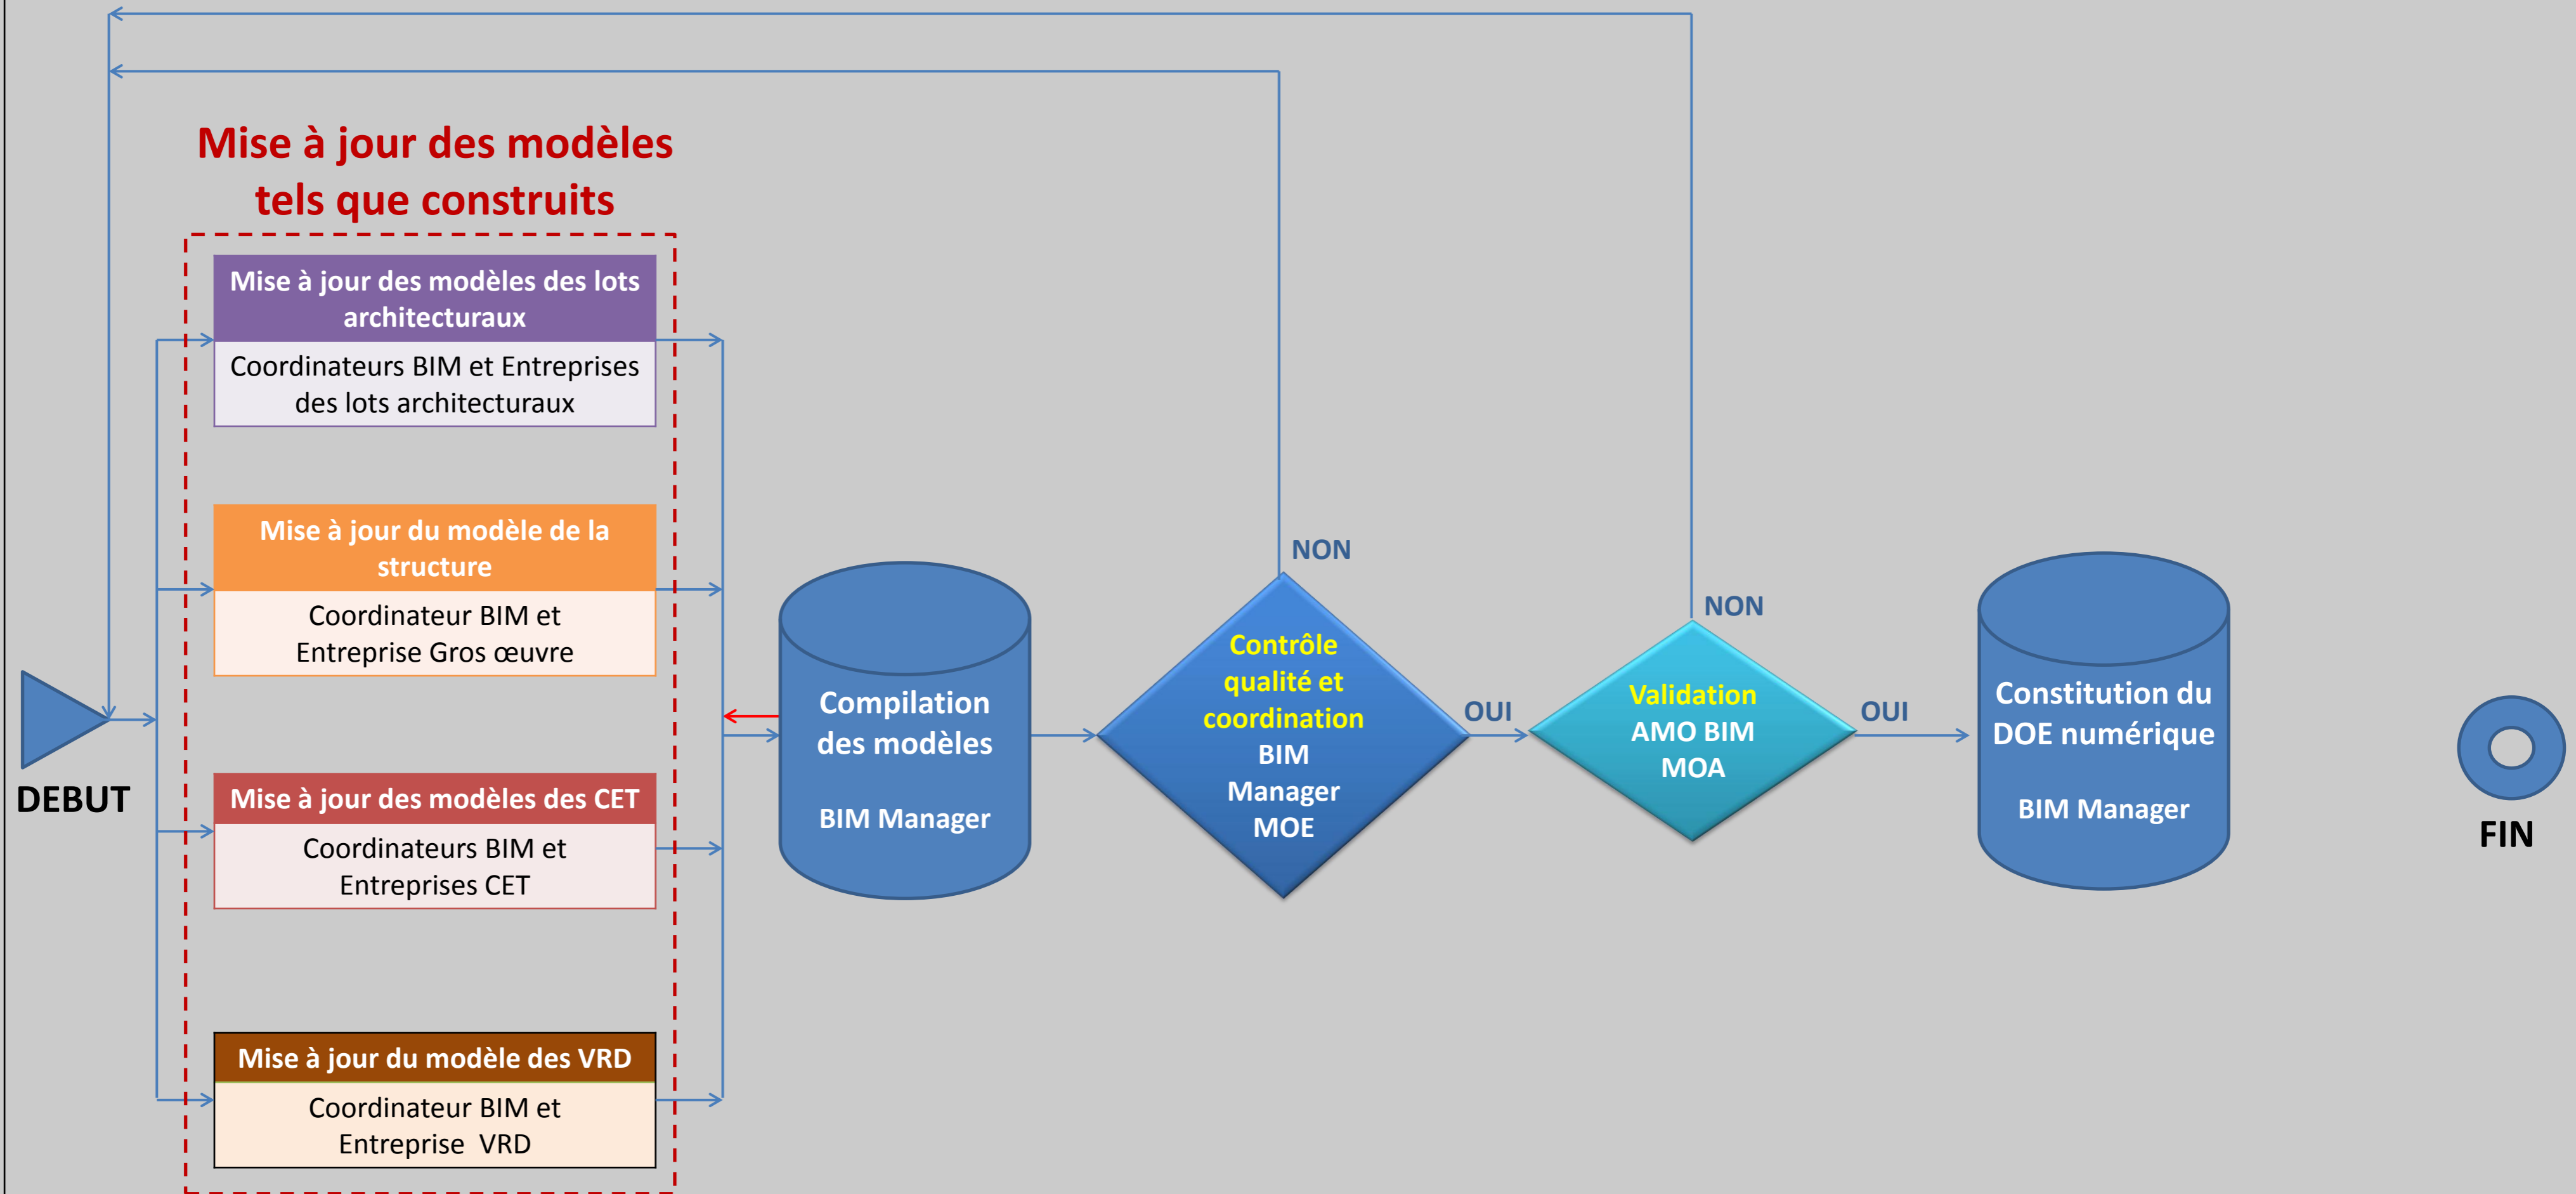 Mise à jour des modèles
tels que construits
Mise à jour des modèles des lots
architecturaux
Coordinateurs BIM et Entreprises
des lots architecturaux
Mise à jour du modèle de la
structure
Coordinateur BIM et
Entreprise Gros œuvre
DEBUT
Mise à jour des modèles des CET
Coordinateurs BIM et
Entreprises CET
Mise à jour du modèle des VRD
Coordinateur BIM et
Entreprise VRD
Compilation
des modèles
BIM Manager
NON
Contrôle
qualité et
coordination
BIM
Manager
MOE
OUI
NON
Validation
AMO BIM
MOA
OUI
Constitution du
DOE numérique
BIM Manager
FIN